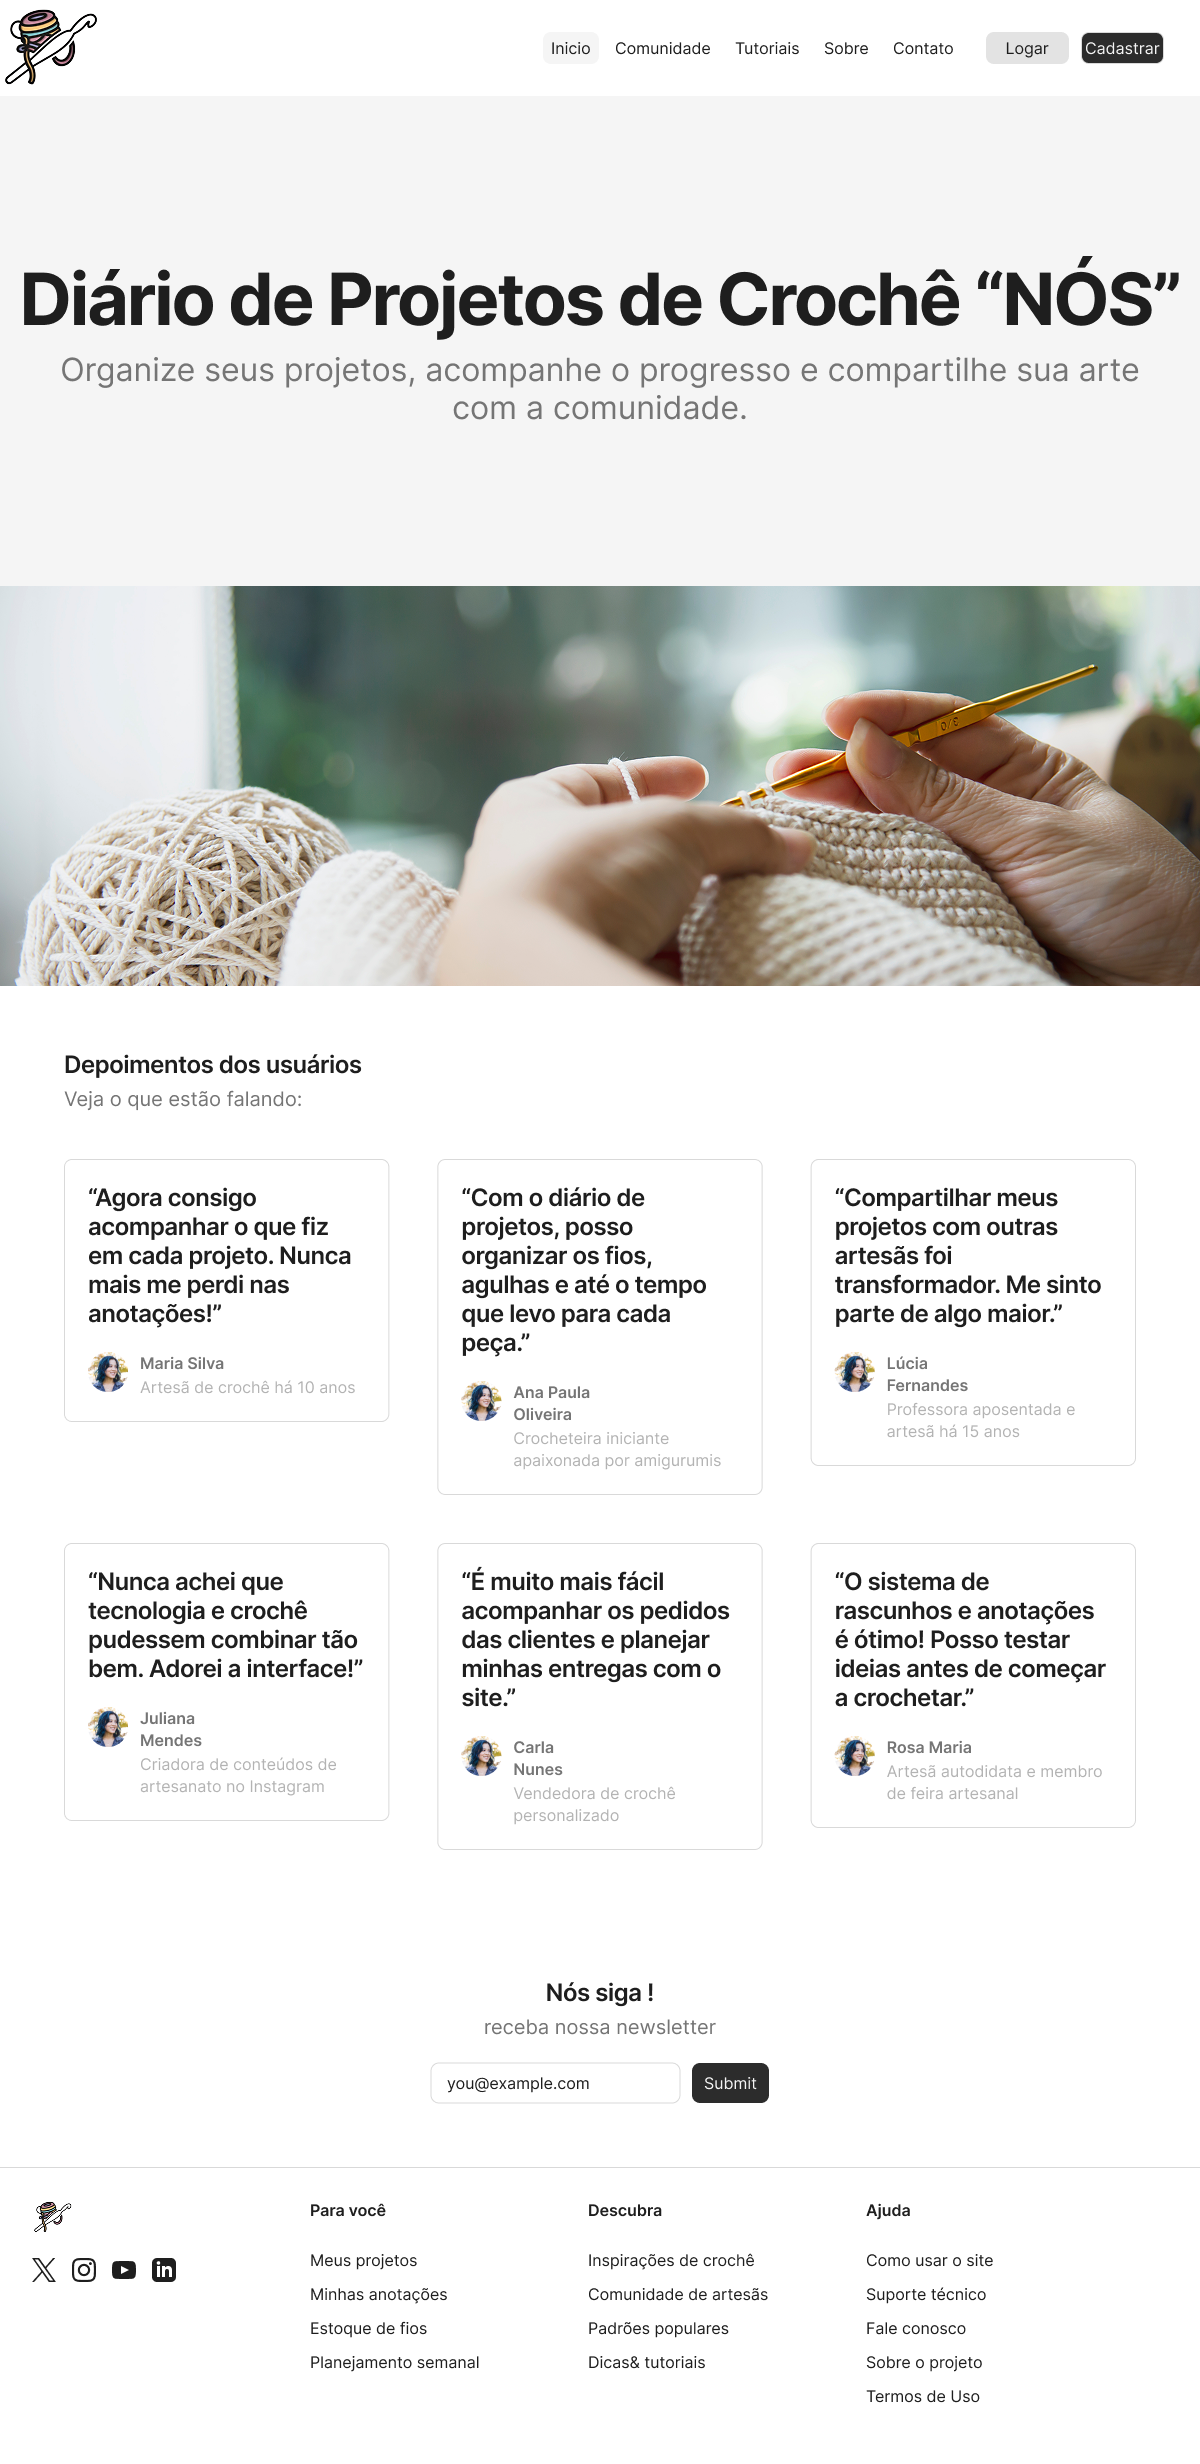 Inicio
Comunidade
Tutoriais
Sobre
Contato
Logar
Cadastrar
Diário de Projetos de Crochê “NÓS”
Organize seus projetos, acompanhe o progresso e compartilhe sua arte
com a comunidade.
3/0
Depoimentos dos usuários
Veja o que estão falando:
“Agora consigo
acompanhar o que fiz
em cada projeto. Nunca
mais me perdi nas
anotações!”
Maria Silva
Artesã de crochê há 10 anos
“Com o diário de
projetos, posso
organizar os fios,
agulhas e até o tempo
que levo para cada
peça.”
Ana Paula
Oliveira
Crocheteira iniciante
apaixonada por amigurumis
“Compartilhar meus
projetos com outras
artesãs foi
transformador. Me sinto
parte de algo maior.”
Lúcia
Fernandes
Professora aposentada e
artesã há 15 anos
“Nunca achei que
tecnologia e crochê
pudessem combinar tão
bem. Adorei a interface!”
Juliana
Mendes
Criadora de conteúdos de
artesanato no Instagram
“É muito mais fácil
acompanhar os pedidos
das clientes e planejar
minhas entregas com o
site.”
Carla
Nunes
Vendedora de crochê
personalizado
“O sistema de
rascunhos e anotações
é ótimo! Posso testar
ideias antes de começar
a crochetar.”
Rosa Maria
Artesã autodidata e membro
de feira artesanal
Nós siga !
receba nossa newsletter
you@example.com
Submit
Para você
Meus projetos
Minhas anotações
Estoque de fios
Planejamento semanal
Descubra
Inspirações de crochê
Comunidade de artesãs
Padrões populares
Dicas& tutoriais
Ajuda
Como usar o site
Suporte técnico
Fale conosco
Sobre o projeto
Termos de Uso